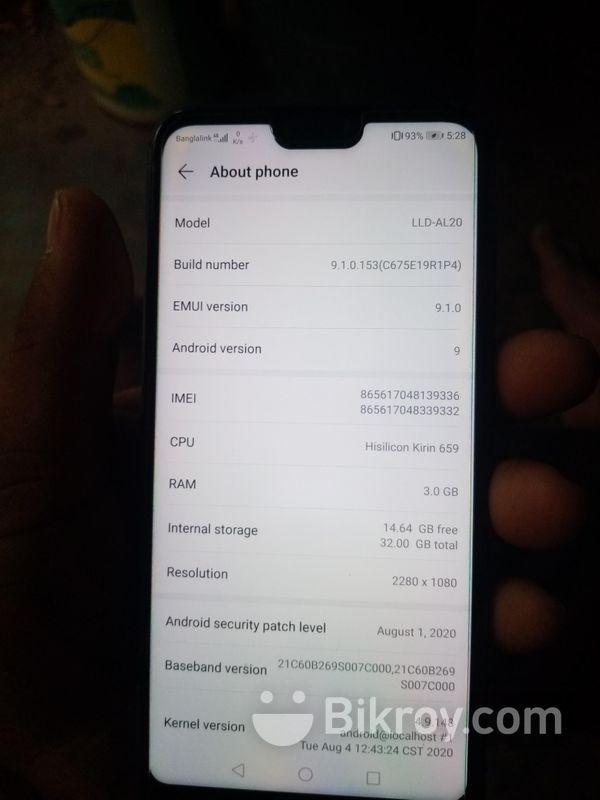 Banglalink 4G 0 K/s 93% 5:28
← About phone
Model LLD-AL20
Build number 9.1.0.153(C675E19R1P4)
EMUI version 9.1.0
Android version 9
IMEI 865617048139336
865617048339332
CPU Hisilicon Kirin 659
RAM 3.0 GB
Internal storage 14.64 GB free
32.00 GB total
Resolution 2280 x 1080
Android security patch level August 1, 2020
Baseband version 21C60B269S007C000,21C60B269
S007C000
Kernel version 4.9.148
android@localhost #1
Tue Aug 4 12:43:24 CST 2020
Bikroy.com